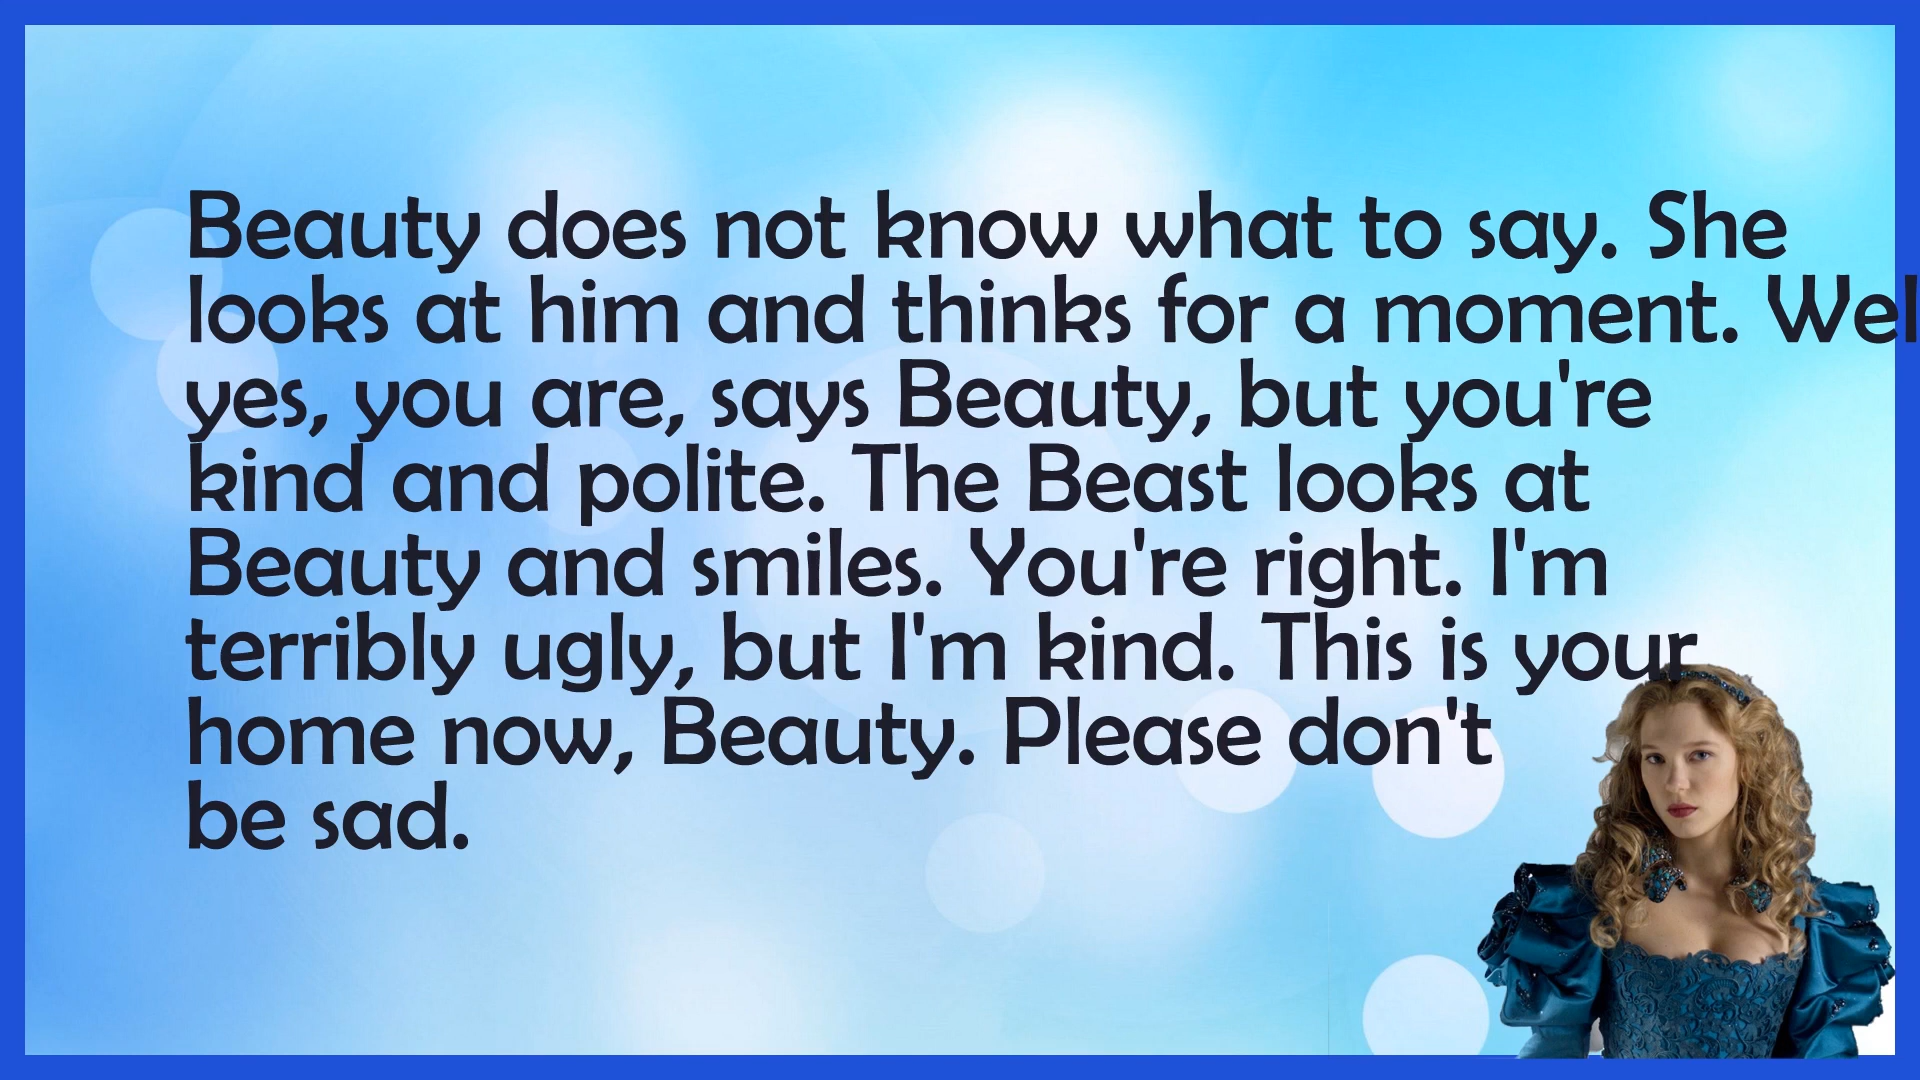 Beauty does not know what to say. She
looks at him and thinks for a moment. Wel
yes, you are, says Beauty, but you're
kind and polite. The Beast looks at
Beauty and smiles. You're right. I'm
terribly ugly, but I'm kind. This is your
home now, Beauty. Please don't
be sad.